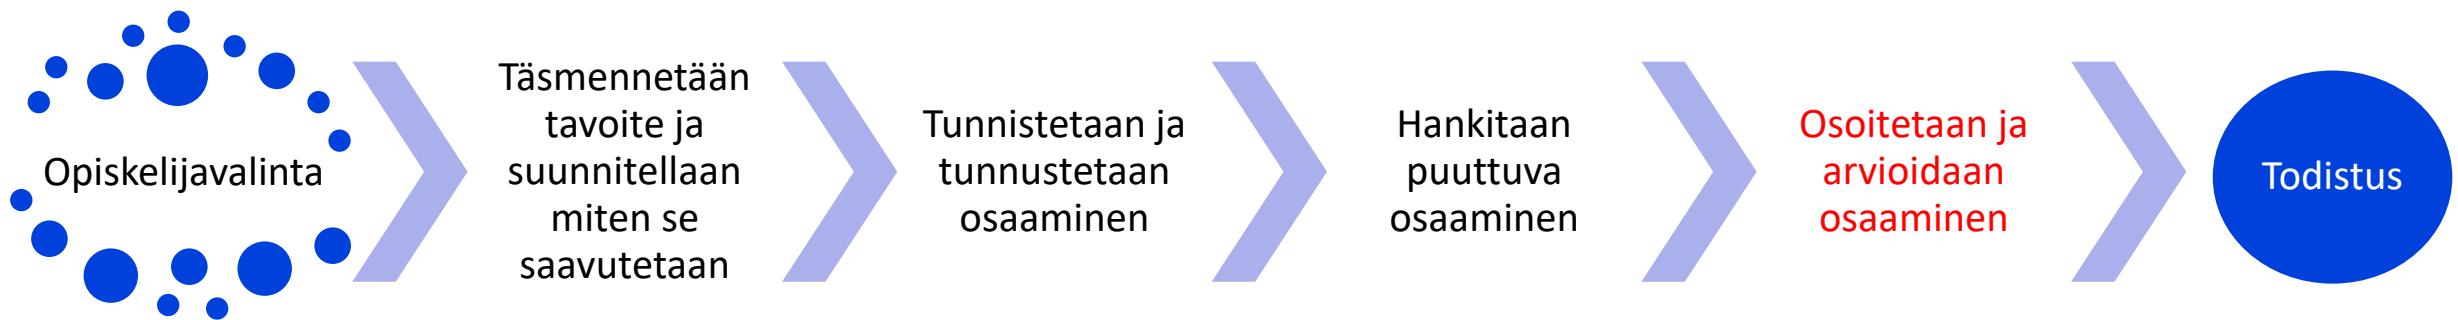 Opiskelijavalinta
Täsmennetään
tavoite ja
suunnitellaan
miten se
saavutetaan
Tunnistetaan ja
tunnustetaan
osaaminen
Hankitaan
puuttuva
osaaminen
Osoitetaan ja
arvioidaan
osaaminen
Todistus